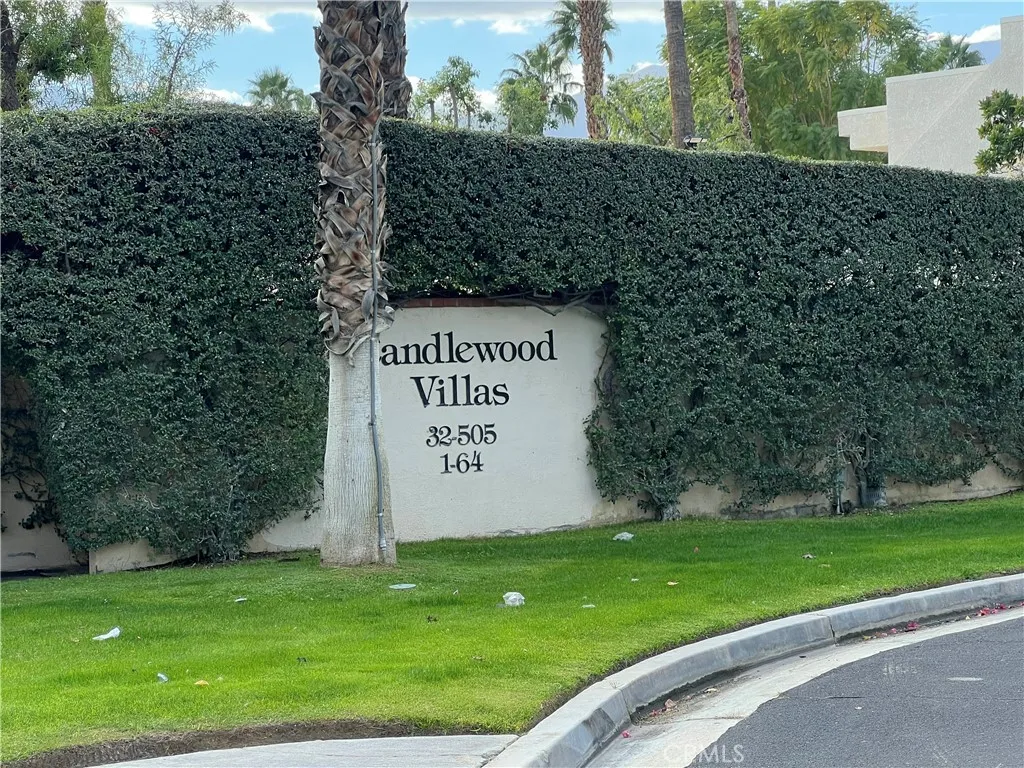 andlewood
Villas
32-505
1-64
CRMLS